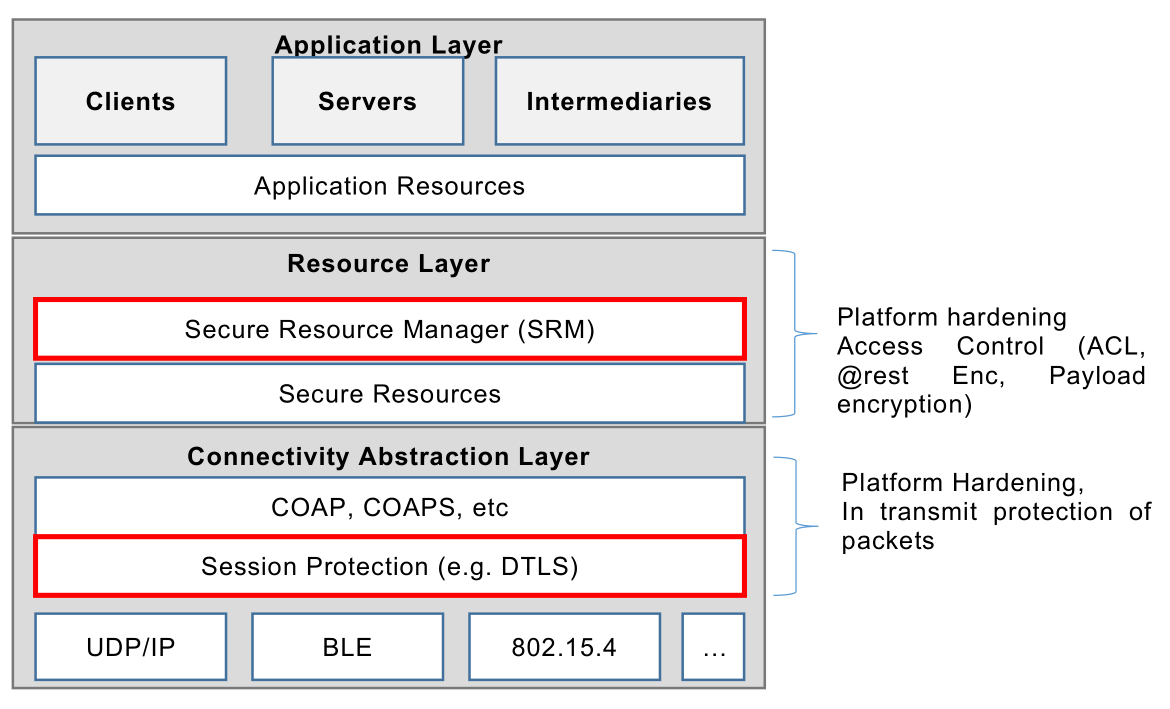 Application Layer
Clients
Servers
Intermediaries
Application Resources
Resource Layer
Secure Resource Manager (SRM)
Secure Resources
Platform hardening
Access Control (ACL,
@rest Enc, Payload
encryption)
Connectivity Abstraction Layer
COAP, COAPS, etc
Session Protection (e.g. DTLS)
Platform Hardening,
In transmit protection of
packets
UDP/IP
BLE
802.15.4
...